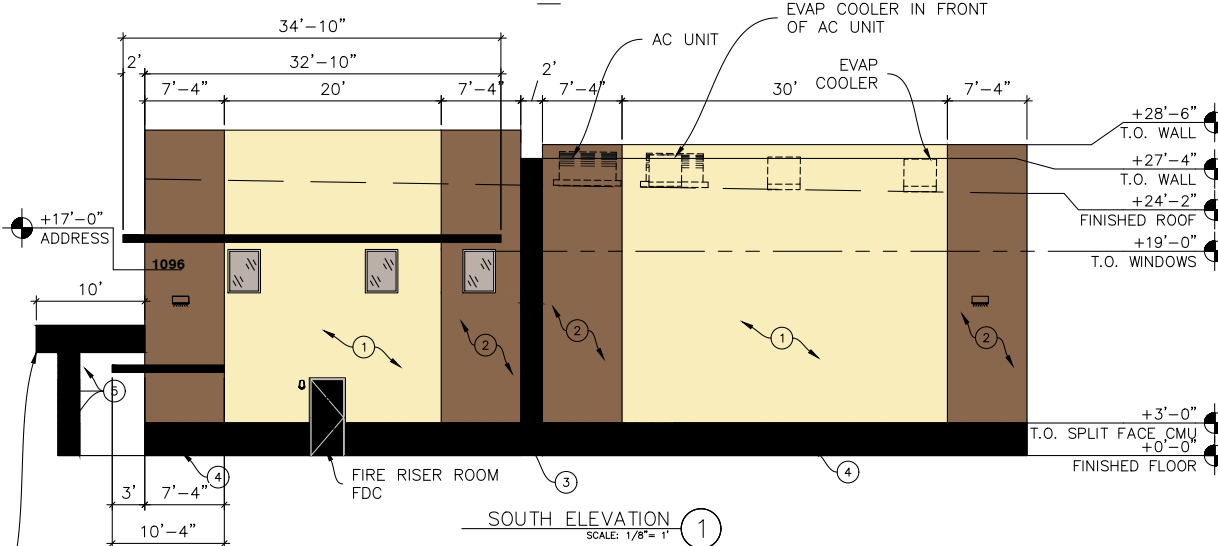 EVAP COOLER IN FRONT
OF AC UNIT
34'-10"
AC UNIT
2'
32'-10"
2'
EVAP
COOLER
7'-4"
20'
7'-4"
7'-4"
30'
7'-4"
+28'-6"
T.O. WALL
+27'-4"
T.O. WALL
+24'-2"
FINISHED ROOF
+17'-0"
ADDRESS
+19'-0"
T.O. WINDOWS
1096
10'
1
2
2
1
2
5
+3'-0"
T.O. SPLIT FACE CMU
+0'-0"
FINISHED FLOOR
4
FIRE RISER ROOM
FDC
3
4
3'
7'-4"
10'-4"
SOUTH ELEVATION
SCALE: 1/8"= 1'
1